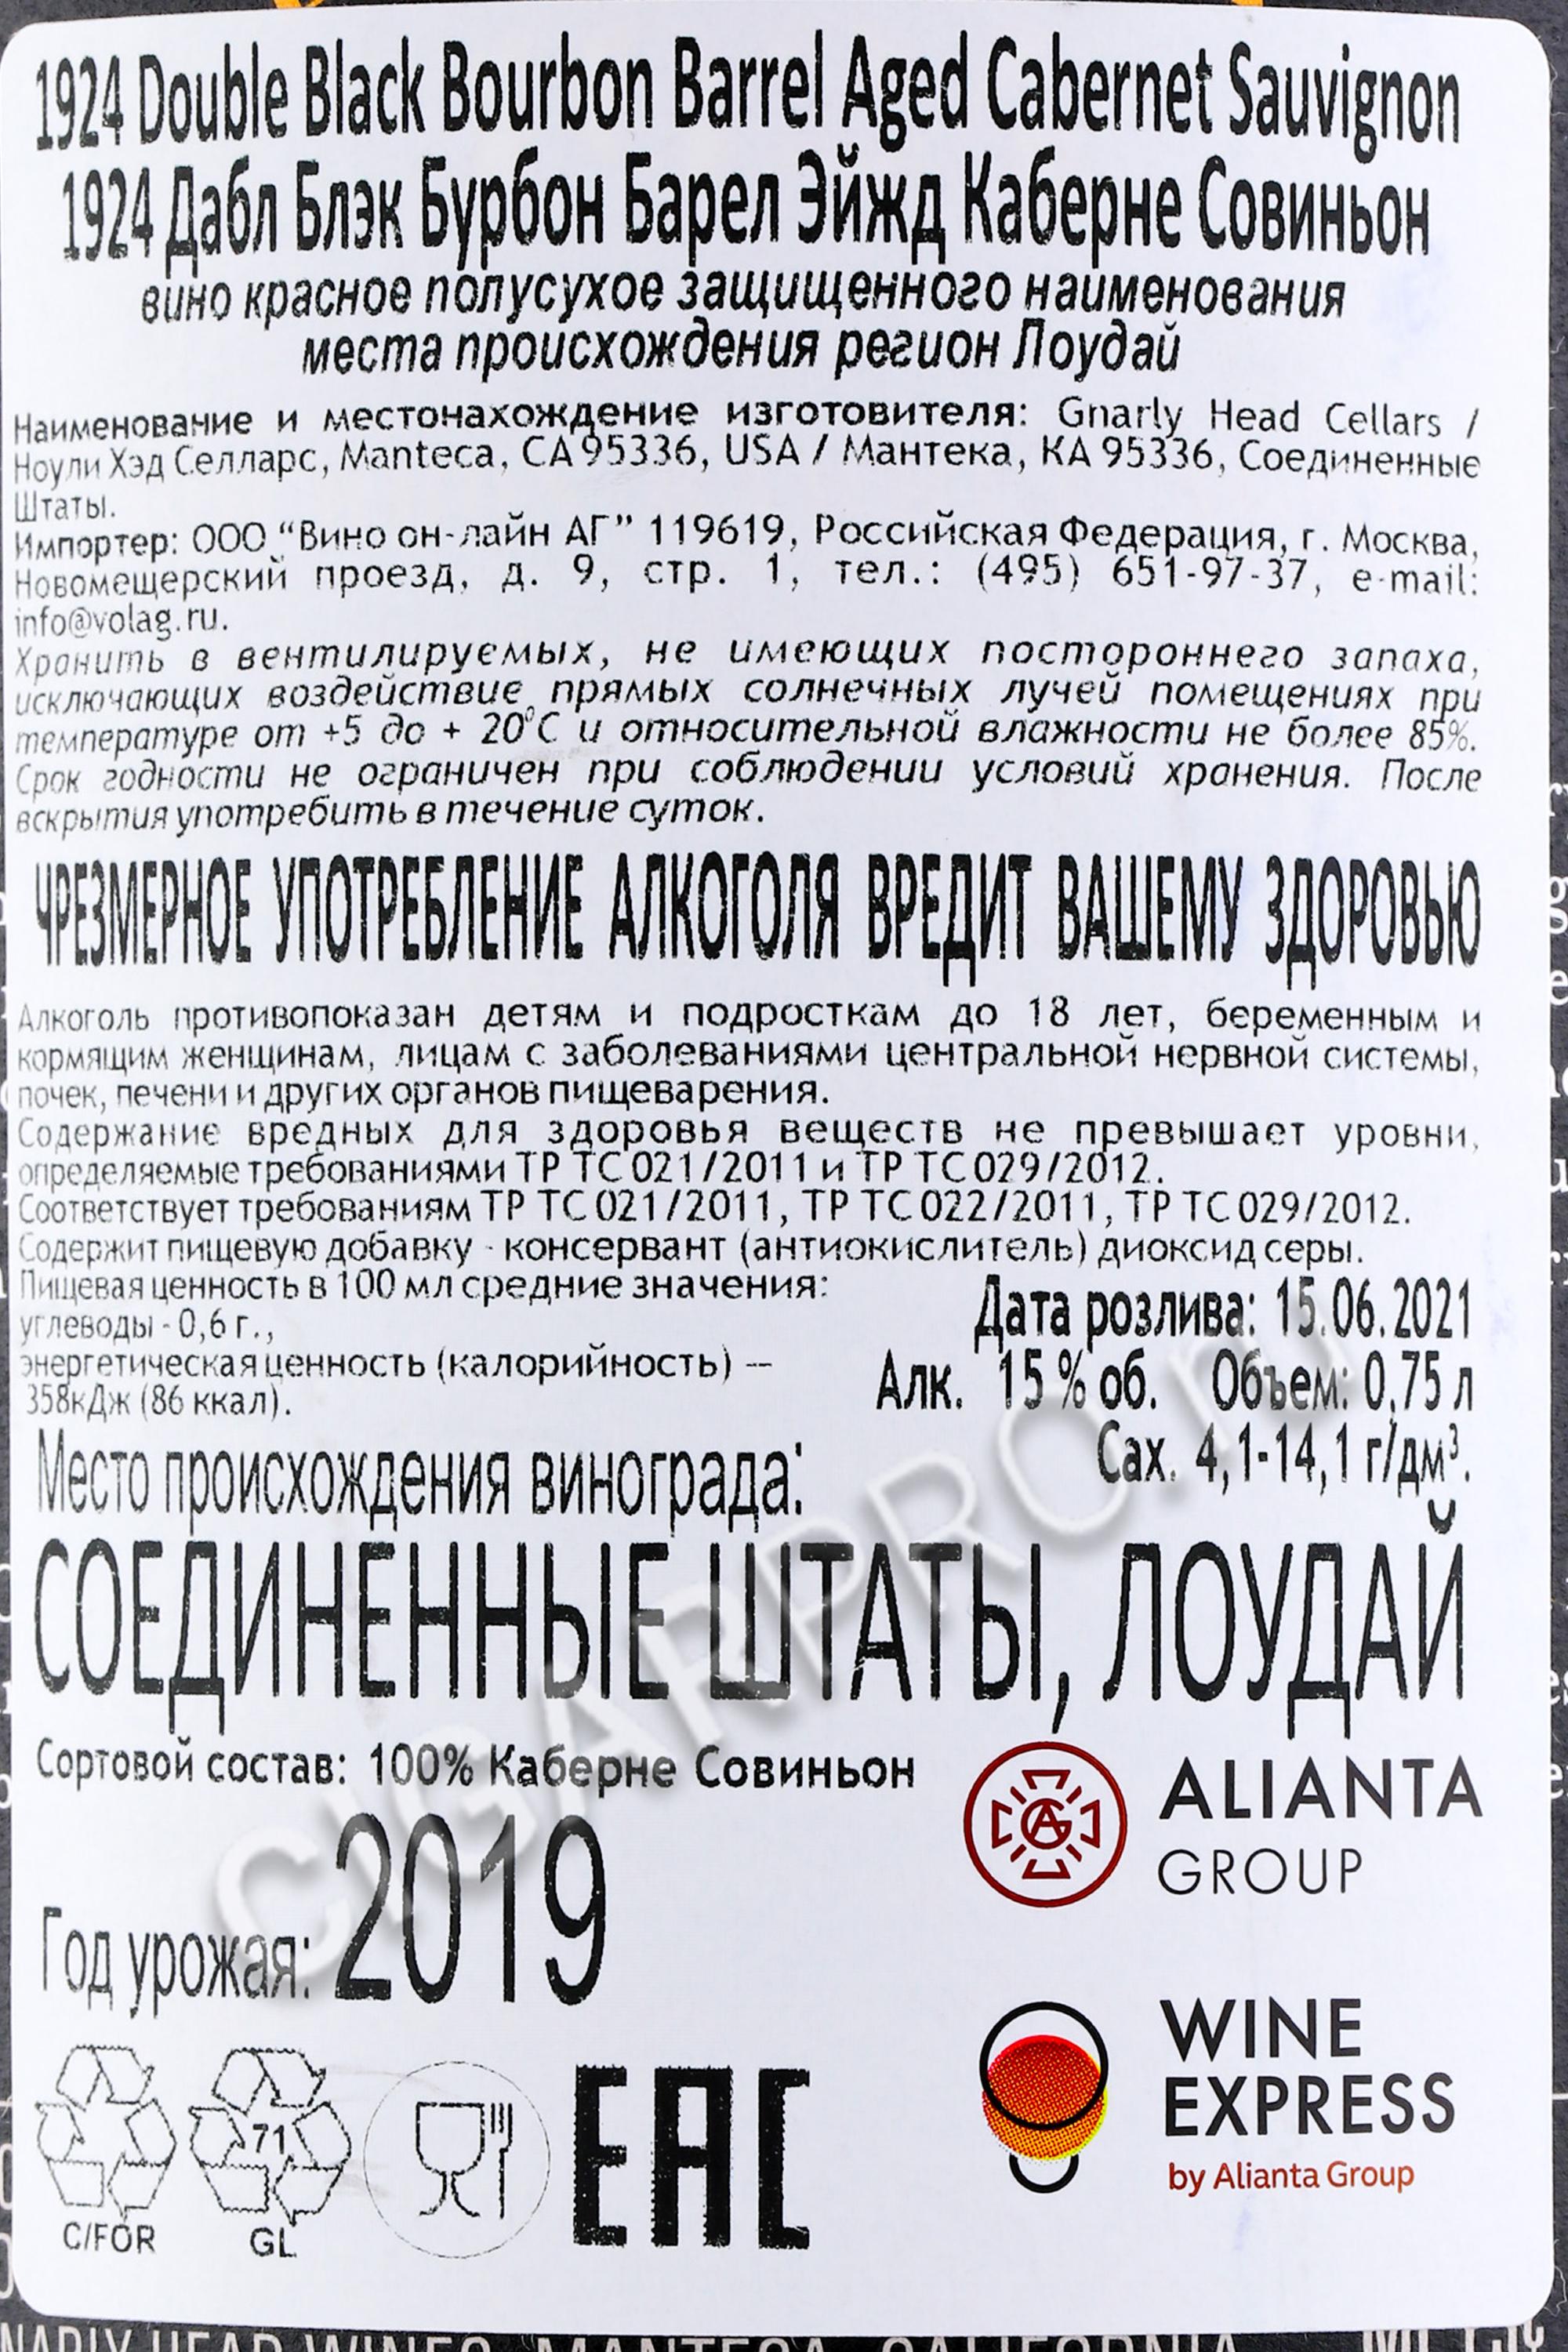 1924 Double Black Bourbon Barrel Aged Cabernet Sauvignon
1924 Дабл Блэк Бурбон Барел Эйжд Каберне Совиньон
вино красное полусухое защищенного наименования
места происхождения регион Лоудай
Наименование и местонахождение изготовителя: Gnarly Head Cellars /
Ноули Хэд Селларс, Manteca, CA 95336, USA / Мантека, КА 95336, Соединенные
Штаты.
Импортер: ООО “Вино он-лайн АГ” 119619, Российская Федерация, г. Москва,
Новомещерский проезд, д. 9, стр. 1, тел.: (495) 651-97-37, e-mail:
info@volag.ru.
Хранить в вентилируемых, не имеющих постороннего запаха,
исключающих воздействие прямых солнечных лучей помещениях при
температуре от +5 до + 20°С и относительной влажности не более 85%.
Срок годности не ограничен при соблюдении условий хранения. После
вскрытия употребить в течение суток.
ЧРЕЗМЕРНОЕ УПОТРЕБЛЕНИЕ АЛКОГОЛЯ ВРЕДИТ ВАШЕМУ ЗДОРОВЬЮ
Алкоголь противопоказан детям и подросткам до 18 лет, беременным и
кормящим женщинам, лицам с заболеваниями центральной нервной системы,
почек, печени и других органов пищеварения.
Содержание вредных для здоровья веществ не превышает уровни,
определяемые требованиями ТР ТС 021/2011 и ТР ТС 029/2012.
Соответствует требованиям ТР ТС 021/2011, ТР ТС 022/2011, ТР ТС 029/2012.
Содержит пищевую добавку - консервант (антиокислитель) диоксид серы.
Пищевая ценность в 100 мл средние значения:
углеводы - 0,6 г.,
энергетическая ценность (калорийность) –
358кДж (86 ккал).
Дата розлива: 15.06.2021
Алк. 15 % об. Объем: 0,75 л
Сах. 4,1-14,1 г/дм³.
Место происхождения винограда:
СОЕДИНЕННЫЕ ШТАТЫ, ЛОУДАЙ
Сортовой состав: 100% Каберне Совиньон
Год урожая: 2019
ALIANTA
GROUP
WINE
EXPRESS
by Alianta Group
71
C/FOR
GL
EAC
CIGARPRO.ru
HEAD WINES, MANTECA, CALIFORNIA